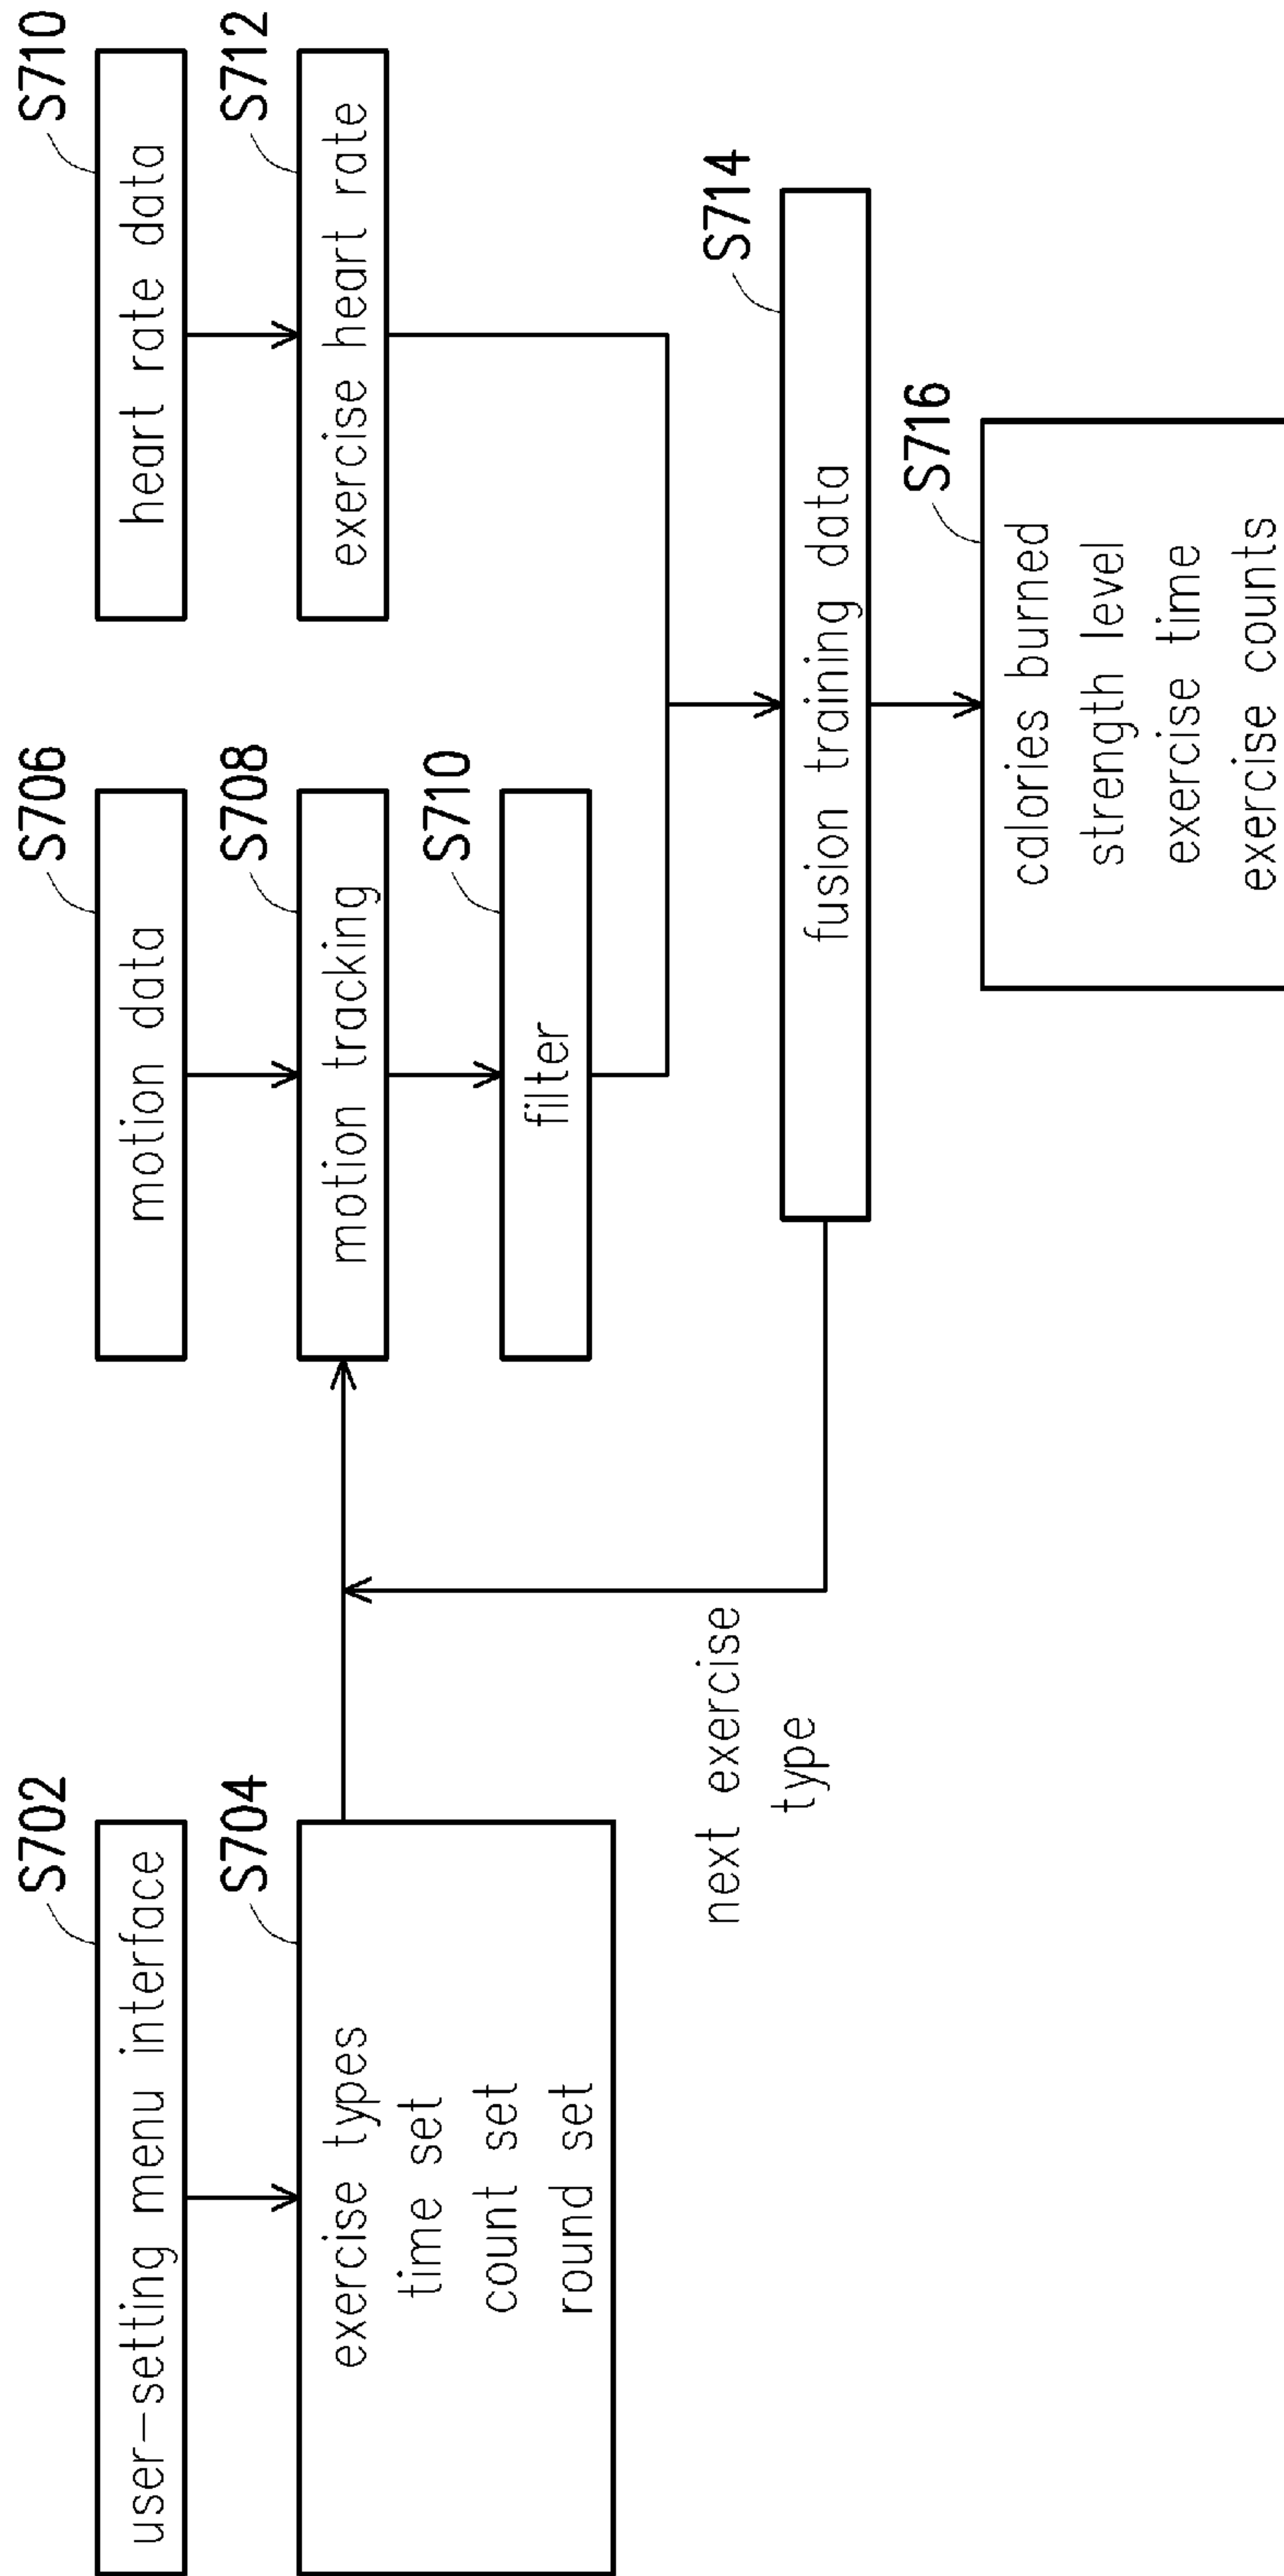 S702
user-setting menu interface
S704
exercise types
time set
count set
round set
next exercise
type
S706
motion data
S708
motion tracking
S710
filter
S710
heart rate data
S712
exercise heart rate
S714
fusion training data
S716
calories burned
strength level
exercise time
exercise counts